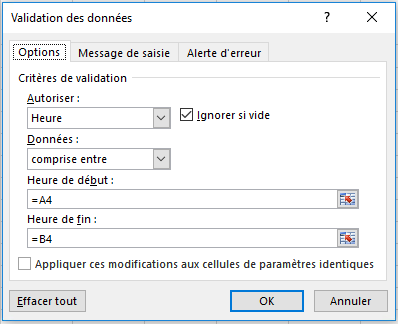 Validation des données
Options Message de saisie Alerte d'erreur
Critères de validation
Autoriser :
Heure Ignorer si vide
Données :
comprise entre
Heure de début :
=A4
Heure de fin :
=B4
Appliquer ces modifications aux cellules de paramètres identiques
Effacer tout OK Annuler